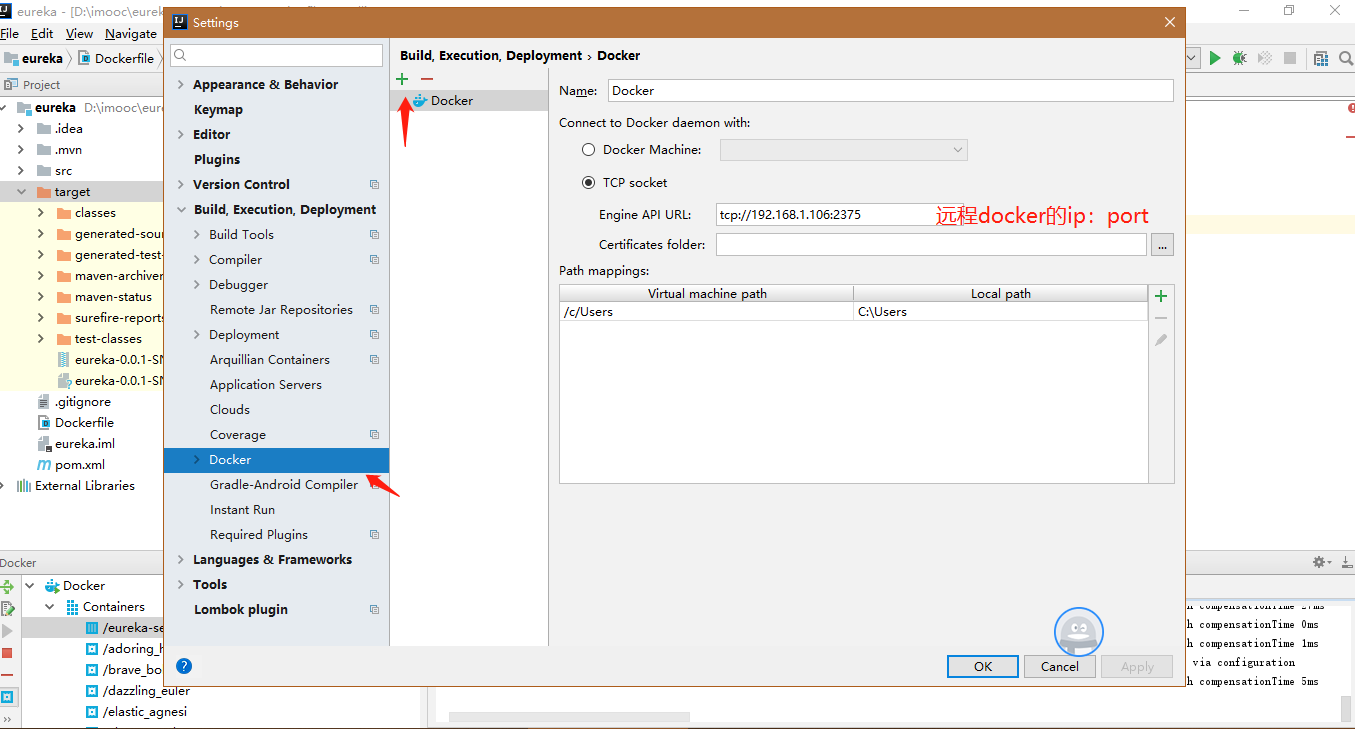 eureka - [D:\imooc\eureka
Settings
File Edit View Navigate
eureka Dockerfile
Project
eureka D:\imooc\eur
.idea
.mvn
src
target
classes
generated-sour
generated-test-
maven-archiver
maven-status
surefire-reports
test-classes
eureka-0.0.1-SN
eureka-0.0.1-SN
.gitignore
Dockerfile
eureka.iml
pom.xml
External Libraries
Appearance & Behavior
Keymap
Editor
Plugins
Version Control
Build, Execution, Deployment
Build Tools
Compiler
Debugger
Remote Jar Repositories
Deployment
Arquillian Containers
Application Servers
Clouds
Coverage
Docker
Gradle-Android Compiler
Instant Run
Required Plugins
Languages & Frameworks
Tools
Lombok plugin
Build, Execution, Deployment › Docker
Docker
Name: Docker
Connect to Docker daemon with:
Docker Machine:
TCP socket
Engine API URL: tcp://192.168.1.106:2375 远程docker的ip：port
Certificates folder: ...
Path mappings:
Virtual machine path Local path
/c/Users C:\Users
OK Cancel Apply
Docker
Docker
Containers
/eureka-se
/adoring_h
/brave_bo
/dazzling_euler
/elastic_agnesi
h compensationTime 27ms
h compensationTime 0ms
h compensationTime 1ms
via configuration
h compensationTime 5ms